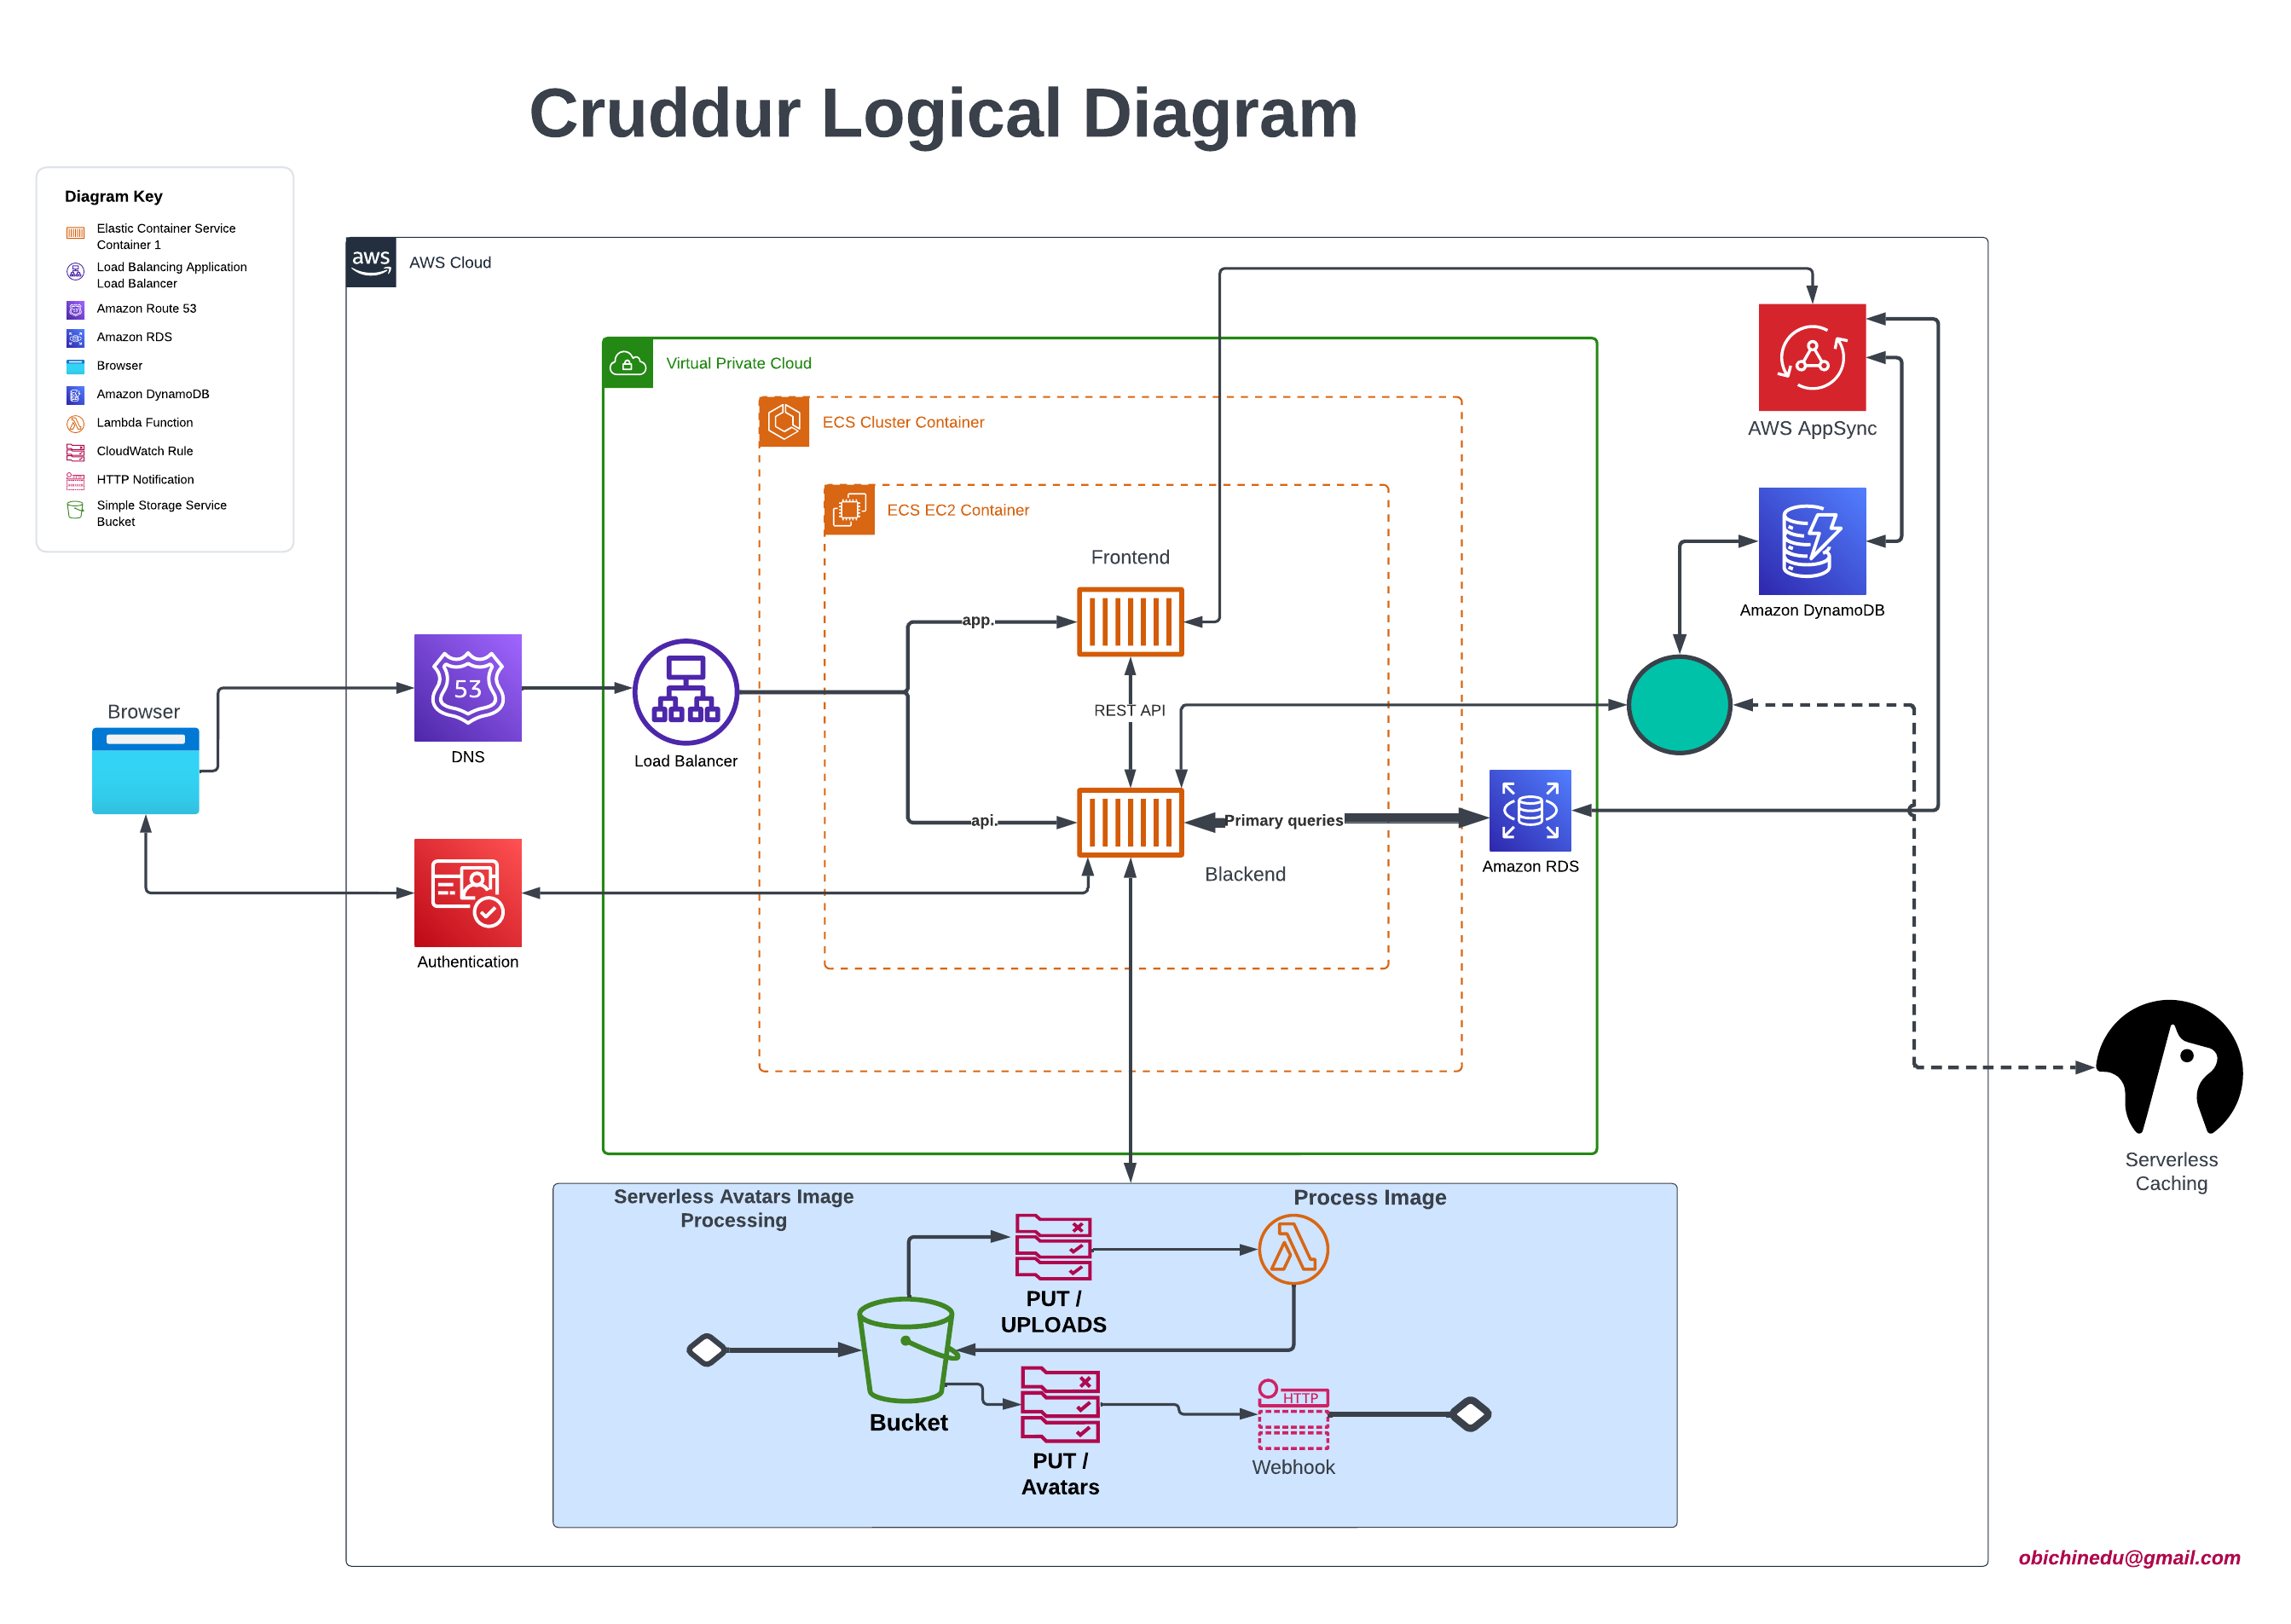 Cruddur Logical Diagram
Diagram Key
Elastic Container Service
Container 1
Load Balancing Application
Load Balancer
Amazon Route 53
Amazon RDS
Browser
Amazon DynamoDB
Lambda Function
CloudWatch Rule
HTTP Notification
Simple Storage Service
Bucket
aws
AWS Cloud
Virtual Private Cloud
ECS Cluster Container
ECS EC2 Container
AWS AppSync
Amazon DynamoDB
Frontend
app.
53
DNS
Browser
Load Balancer
REST API
api.
Primary queries
Blackend
Amazon RDS
Authentication
Serverless
Caching
Serverless Avatars Image
Processing
Process Image
PUT /
UPLOADS
Bucket
PUT /
Avatars
HTTP
Webhook
obichinedu@gmail.com